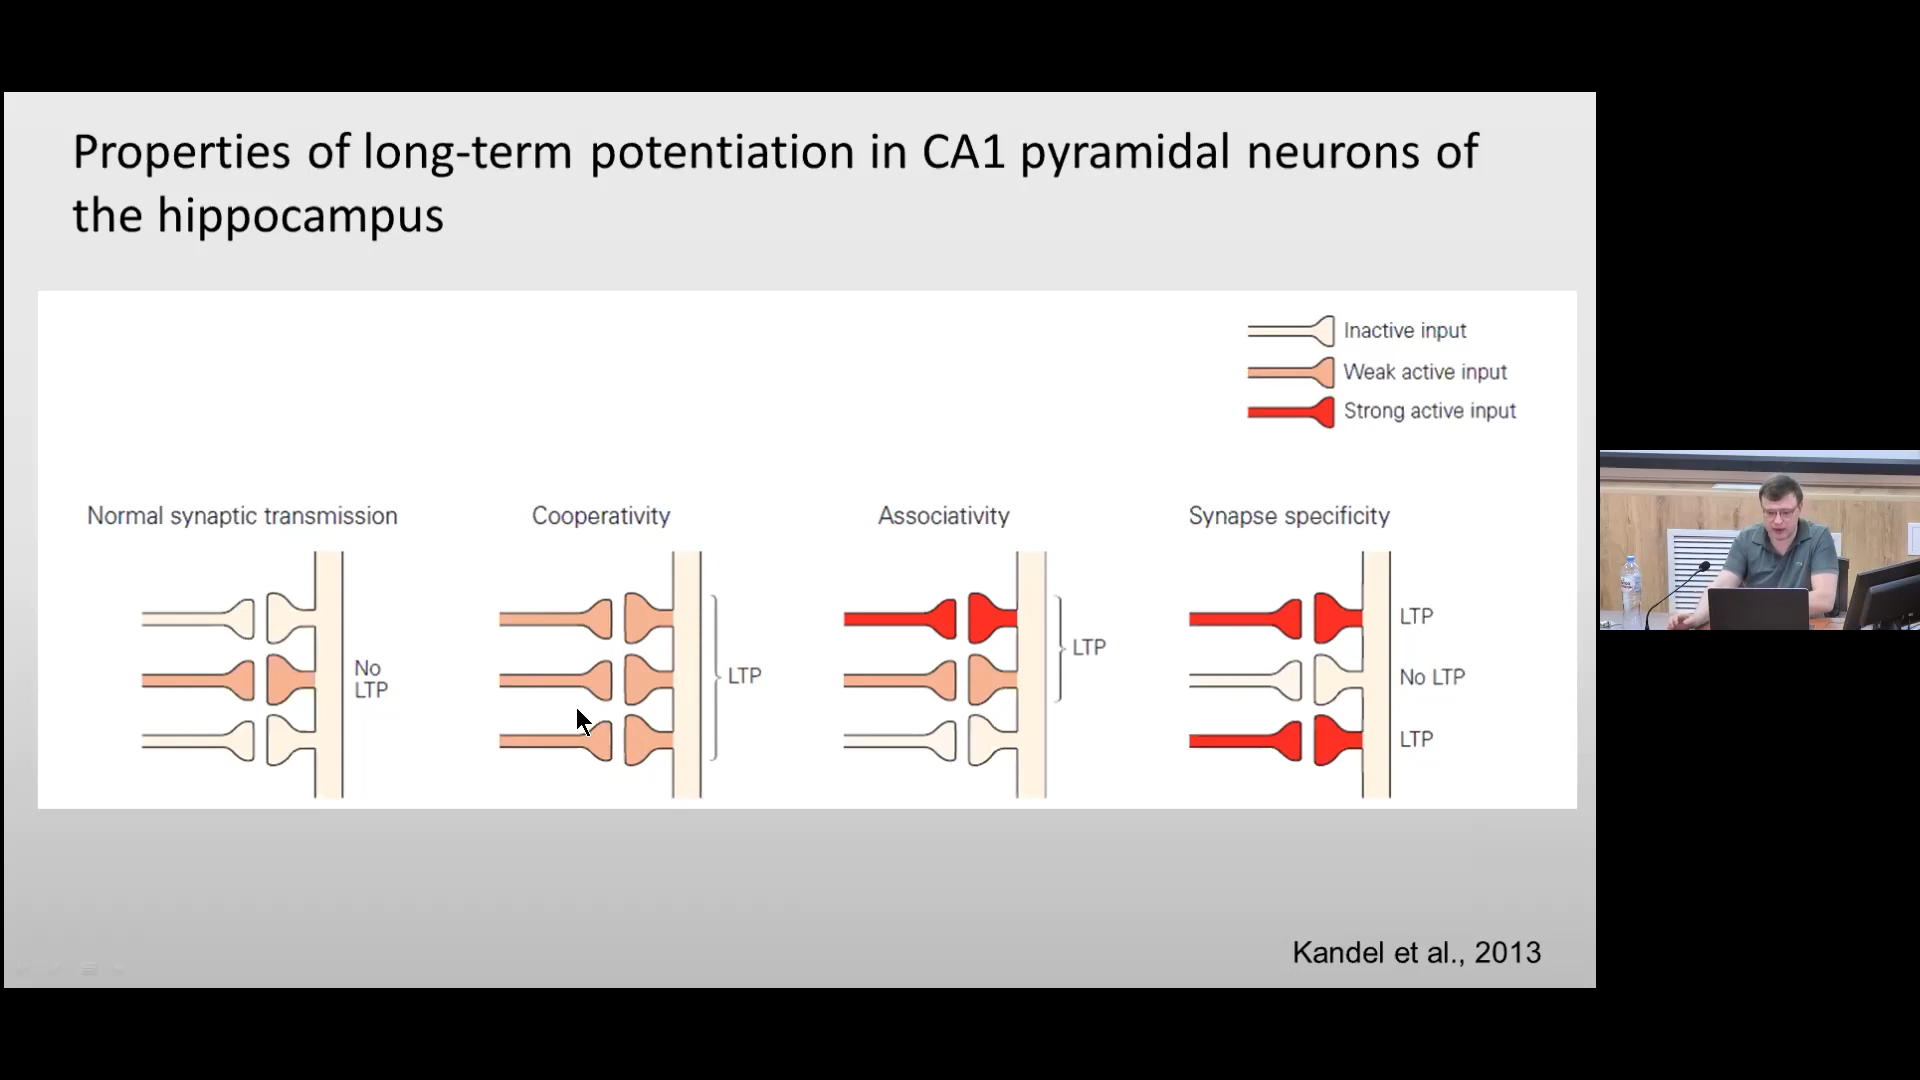 Properties of long-term potentiation in CA1 pyramidal neurons of
the hippocampus
Inactive input
Weak active input
Strong active input
Normal synaptic transmission
Cooperativity
Associativity
Synapse specificity
No
LTP
LTP
LTP
LTP
No LTP
LTP
Kandel et al., 2013